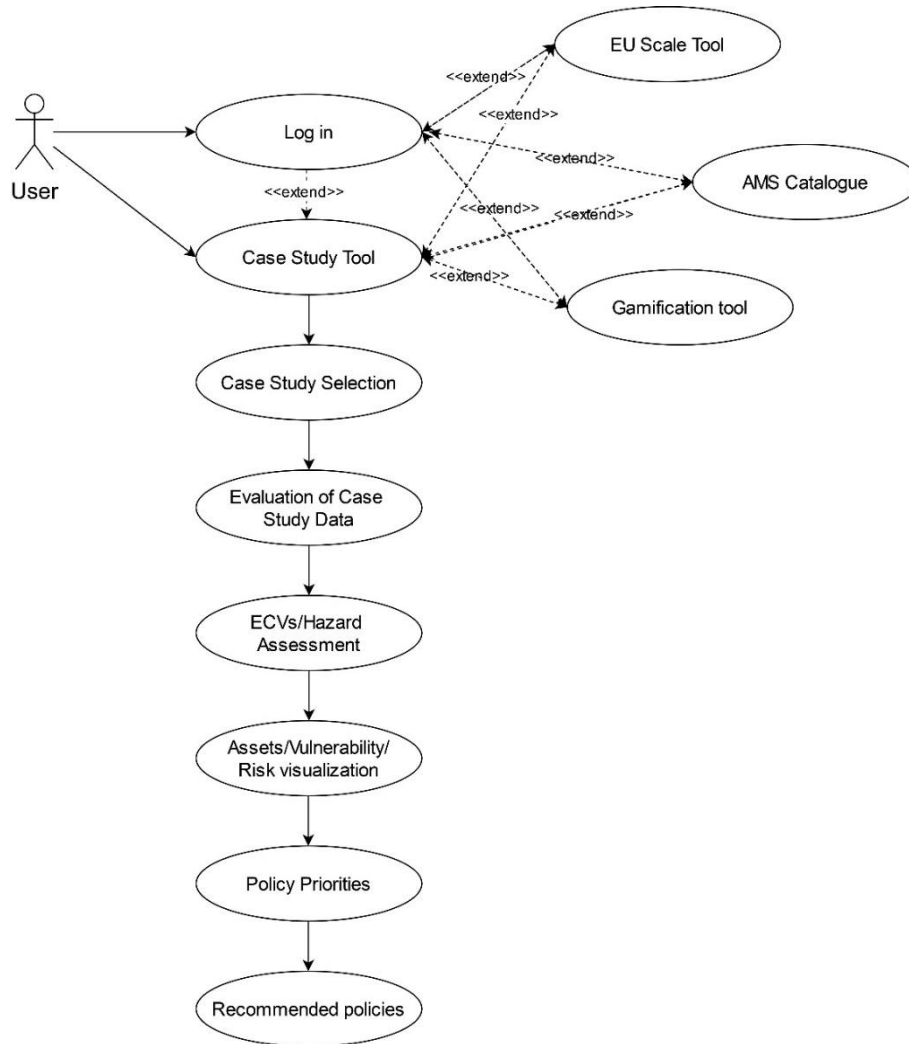 EU Scale Tool
<<extend>>
Log in
<<extend>>
User
<<extend>>
AMS Catalogue
<<extend>>
<<extend>>
<<extend>>
Case Study Tool
<<extend>>
Gamification tool
Case Study Selection
Evaluation of Case
Study Data
ECVs/Hazard
Assessment
Assets/Vulnerability/
Risk visualization
Policy Priorities
Recommended policies